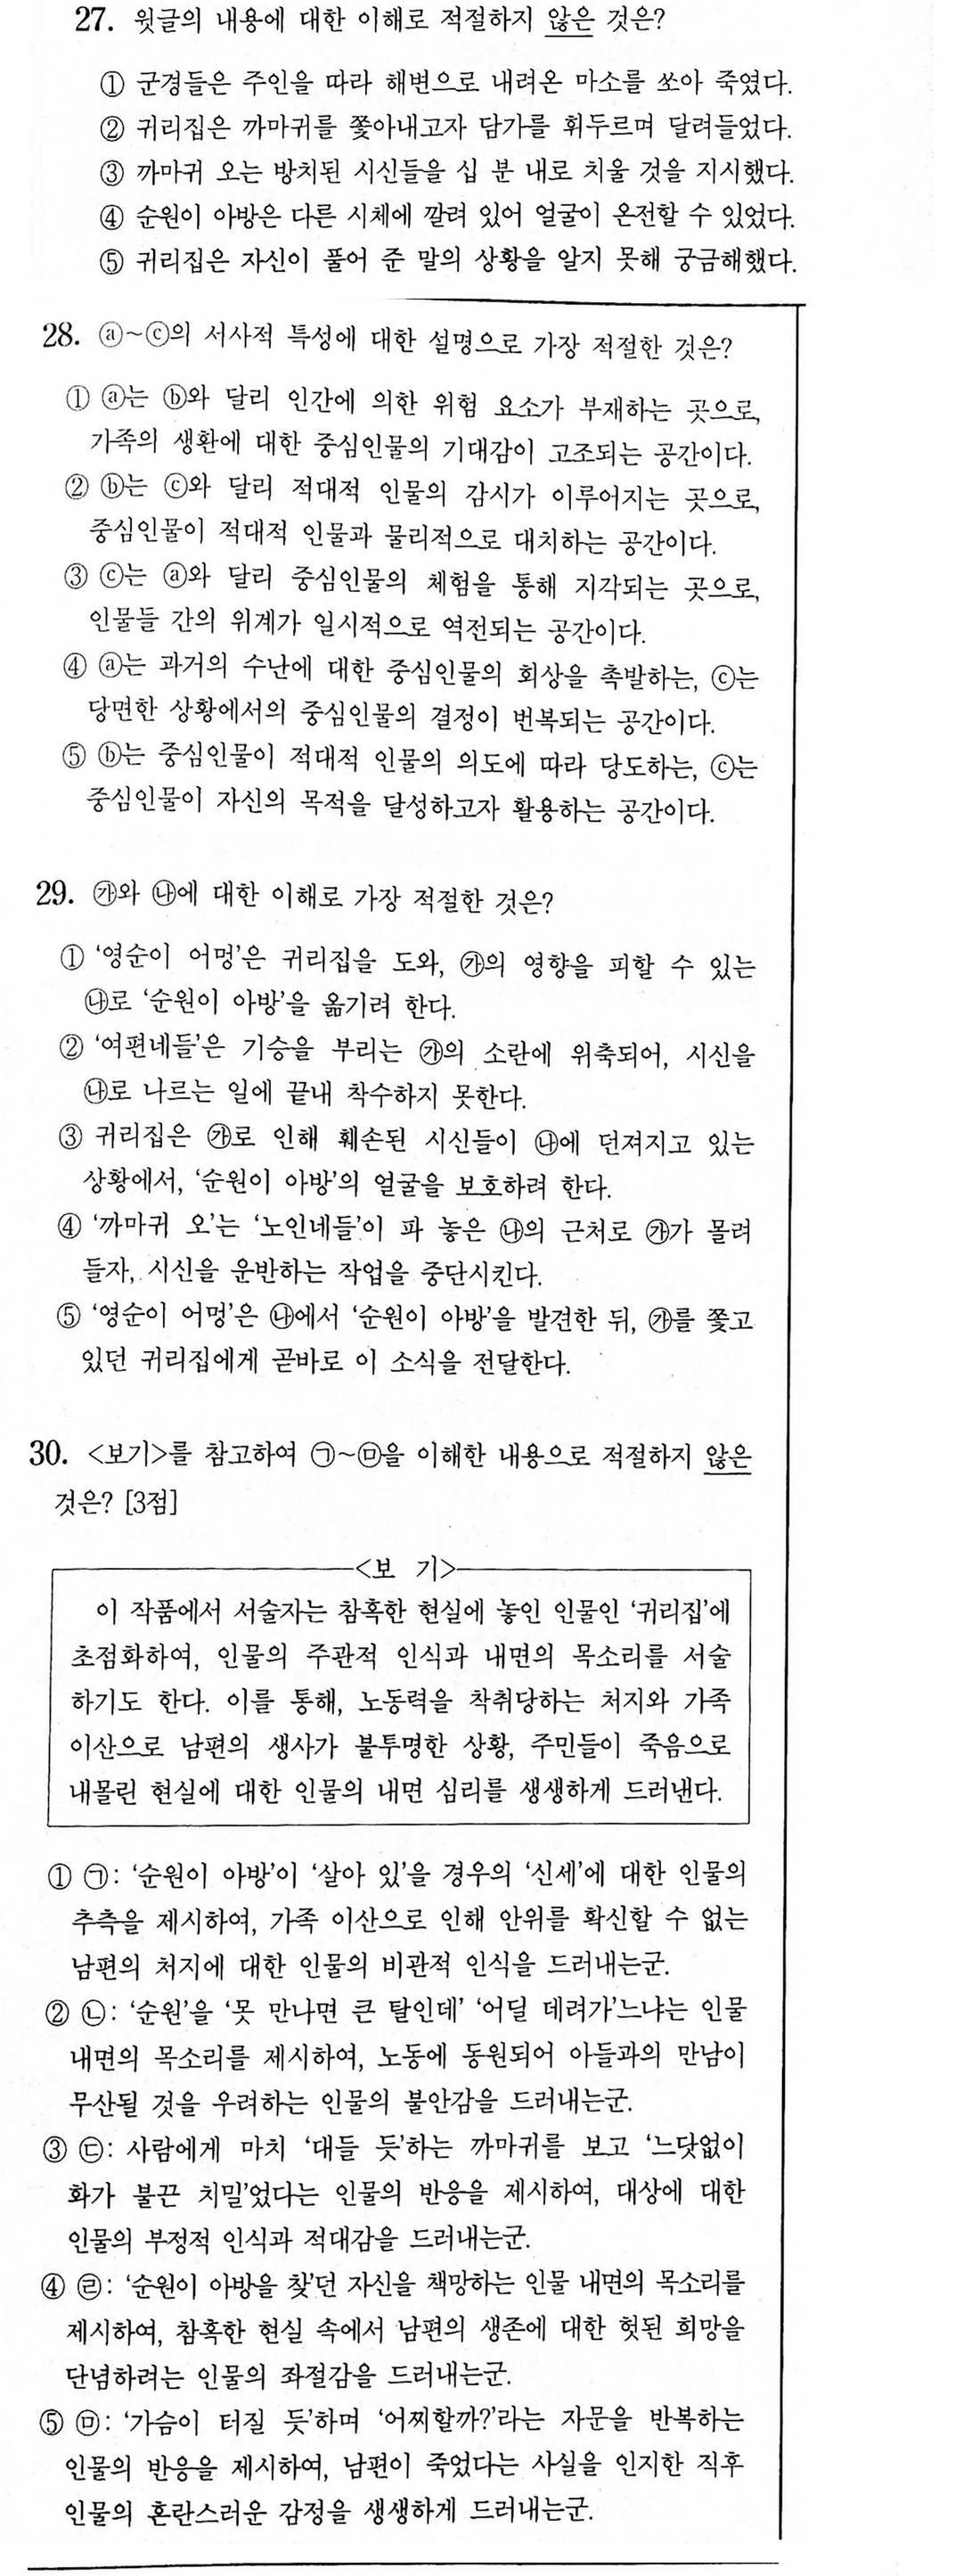 27. 윗글의 내용에 대한 이해로 적절하지 않은 것은?
① 군경들은 주인을 따라 해변으로 내려온 마소를 쏘아 죽였다.
② 귀리집은 까마귀를 쫓아내고자 담가를 휘두르며 달려들었다.
③ 까마귀 오는 방치된 시신들을 십 분 내로 치울 것을 지시했다.
④ 순원이 아방은 다른 시체에 깔려 있어 얼굴이 온전할 수 있었다.
⑤ 귀리집은 자신이 풀어 준 말의 상황을 알지 못해 궁금해했다.
28. ⓐ~ⓒ의 서사적 특성에 대한 설명으로 가장 적절한 것은?
① ⓐ는 ⓑ와 달리 인간에 의한 위험 요소가 부재하는 곳으로,
가족의 생환에 대한 중심인물의 기대감이 고조되는 공간이다.
② ⓑ는 ⓒ와 달리 적대적 인물의 감시가 이루어지는 곳으로,
중심인물이 적대적 인물과 물리적으로 대치하는 공간이다.
③ ⓒ는 ⓐ와 달리 중심인물의 체험을 통해 지각되는 곳으로,
인물들 간의 위계가 일시적으로 역전되는 공간이다.
④ ⓐ는 과거의 수난에 대한 중심인물의 회상을 촉발하는, ⓒ는
당면한 상황에서의 중심인물의 결정이 번복되는 공간이다.
⑤ ⓑ는 중심인물이 적대적 인물의 의도에 따라 당도하는, ⓒ는
중심인물이 자신의 목적을 달성하고자 활용하는 공간이다.
29. ㉮와 ㉯에 대한 이해로 가장 적절한 것은?
① ‘영순이 어멍’은 귀리집을 도와, ㉮의 영향을 피할 수 있는
㉯로 ‘순원이 아방’을 옮기려 한다.
② ‘여편네들’은 기승을 부리는 ㉮의 소란에 위축되어, 시신을
㉯로 나르는 일에 끝내 착수하지 못한다.
③ 귀리집은 ㉮로 인해 훼손된 시신들이 ㉯에 던져지고 있는
상황에서, ‘순원이 아방’의 얼굴을 보호하려 한다.
④ ‘까마귀 오’는 ‘노인네들’이 파 놓은 ㉯의 근처로 ㉮가 몰려
들자, 시신을 운반하는 작업을 중단시킨다.
⑤ ‘영순이 어멍’은 ㉯에서 ‘순원이 아방’을 발견한 뒤, ㉮를 쫓고
있던 귀리집에게 곧바로 이 소식을 전달한다.
30. <보기>를 참고하여 ㉠~㉤을 이해한 내용으로 적절하지 않은
것은? [3점]
<보 기>
이 작품에서 서술자는 참혹한 현실에 놓인 인물인 ‘귀리집’에
초점화하여, 인물의 주관적 인식과 내면의 목소리를 서술
하기도 한다. 이를 통해, 노동력을 착취당하는 처지와 가족
이산으로 남편의 생사가 불투명한 상황, 주민들이 죽음으로
내몰린 현실에 대한 인물의 내면 심리를 생생하게 드러낸다.
① ㉠: ‘순원이 아방’이 ‘살아 있’을 경우의 ‘신세’에 대한 인물의
추측을 제시하여, 가족 이산으로 인해 안위를 확신할 수 없는
남편의 처지에 대한 인물의 비관적 인식을 드러내는군.
② ㉡: ‘순원’을 ‘못 만나면 큰 탈인데’ ‘어딜 데려가’느냐는 인물
내면의 목소리를 제시하여, 노동에 동원되어 아들과의 만남이
무산될 것을 우려하는 인물의 불안감을 드러내는군.
③ ㉢: 사람에게 마치 ‘대들 듯’하는 까마귀를 보고 ‘느닷없이
화가 불끈 치밀’었다는 인물의 반응을 제시하여, 대상에 대한
인물의 부정적 인식과 적대감을 드러내는군.
④ ㉣: ‘순원이 아방을 찾’던 자신을 책망하는 인물 내면의 목소리를
제시하여, 참혹한 현실 속에서 남편의 생존에 대한 헛된 희망을
단념하려는 인물의 좌절감을 드러내는군.
⑤ ㉤: ‘가슴이 터질 듯’하며 ‘어찌할까?’라는 자문을 반복하는
인물의 반응을 제시하여, 남편이 죽었다는 사실을 인지한 직후
인물의 혼란스러운 감정을 생생하게 드러내는군.